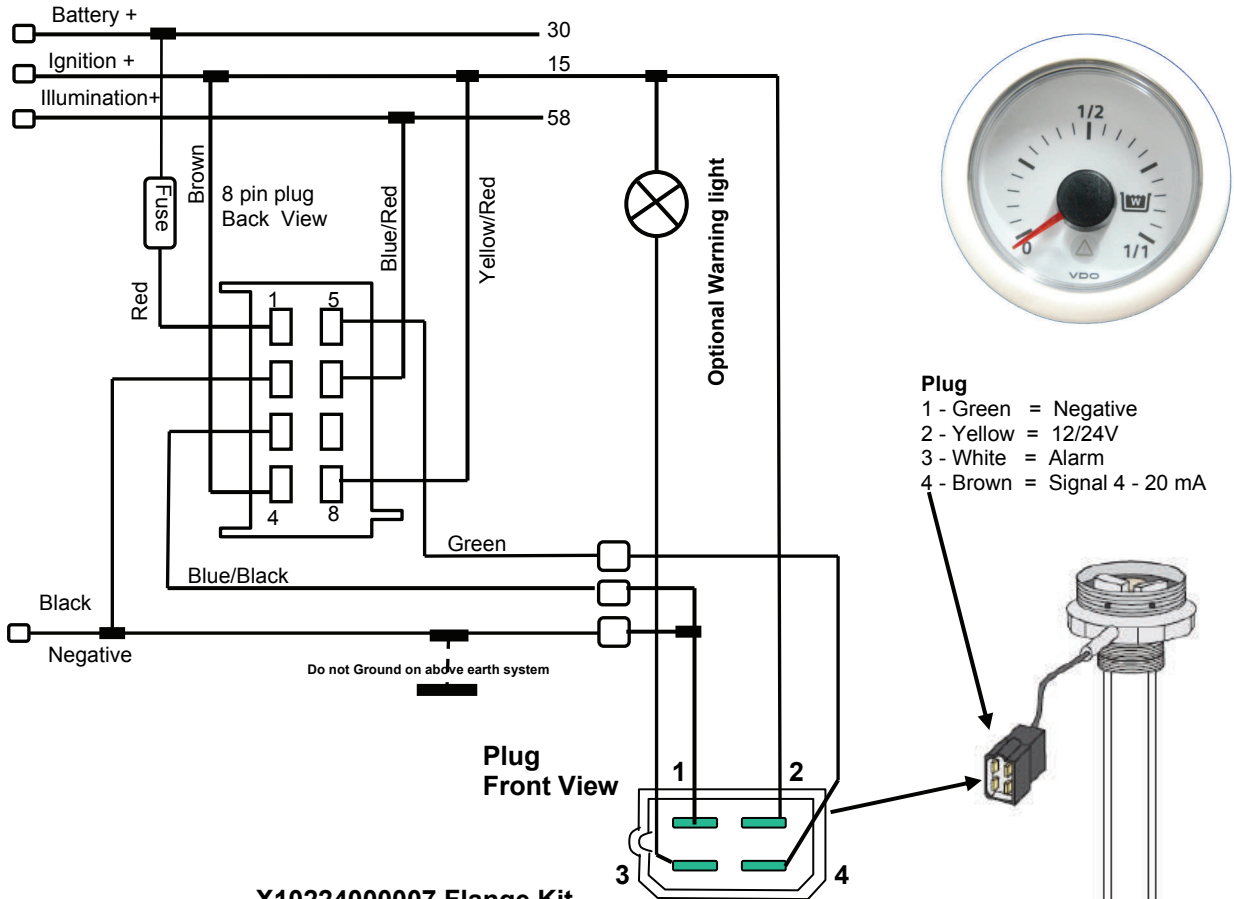 Battery +
30
Ignition +
15
Illumination+
58
Fuse
Brown
8 pin plug
Back View
Blue/Red
Yellow/Red
Optional Warning light
Red
1 5
4 8
Green
Blue/Black
Black
Negative
Do not Ground on above earth system
Plug
Front View
1 2
3 4
X10224000007 Flange Kit
1/2
W
0
1/1
VDO
Plug
1 - Green = Negative
2 - Yellow = 12/24V
3 - White = Alarm
4 - Brown = Signal 4 - 20 mA